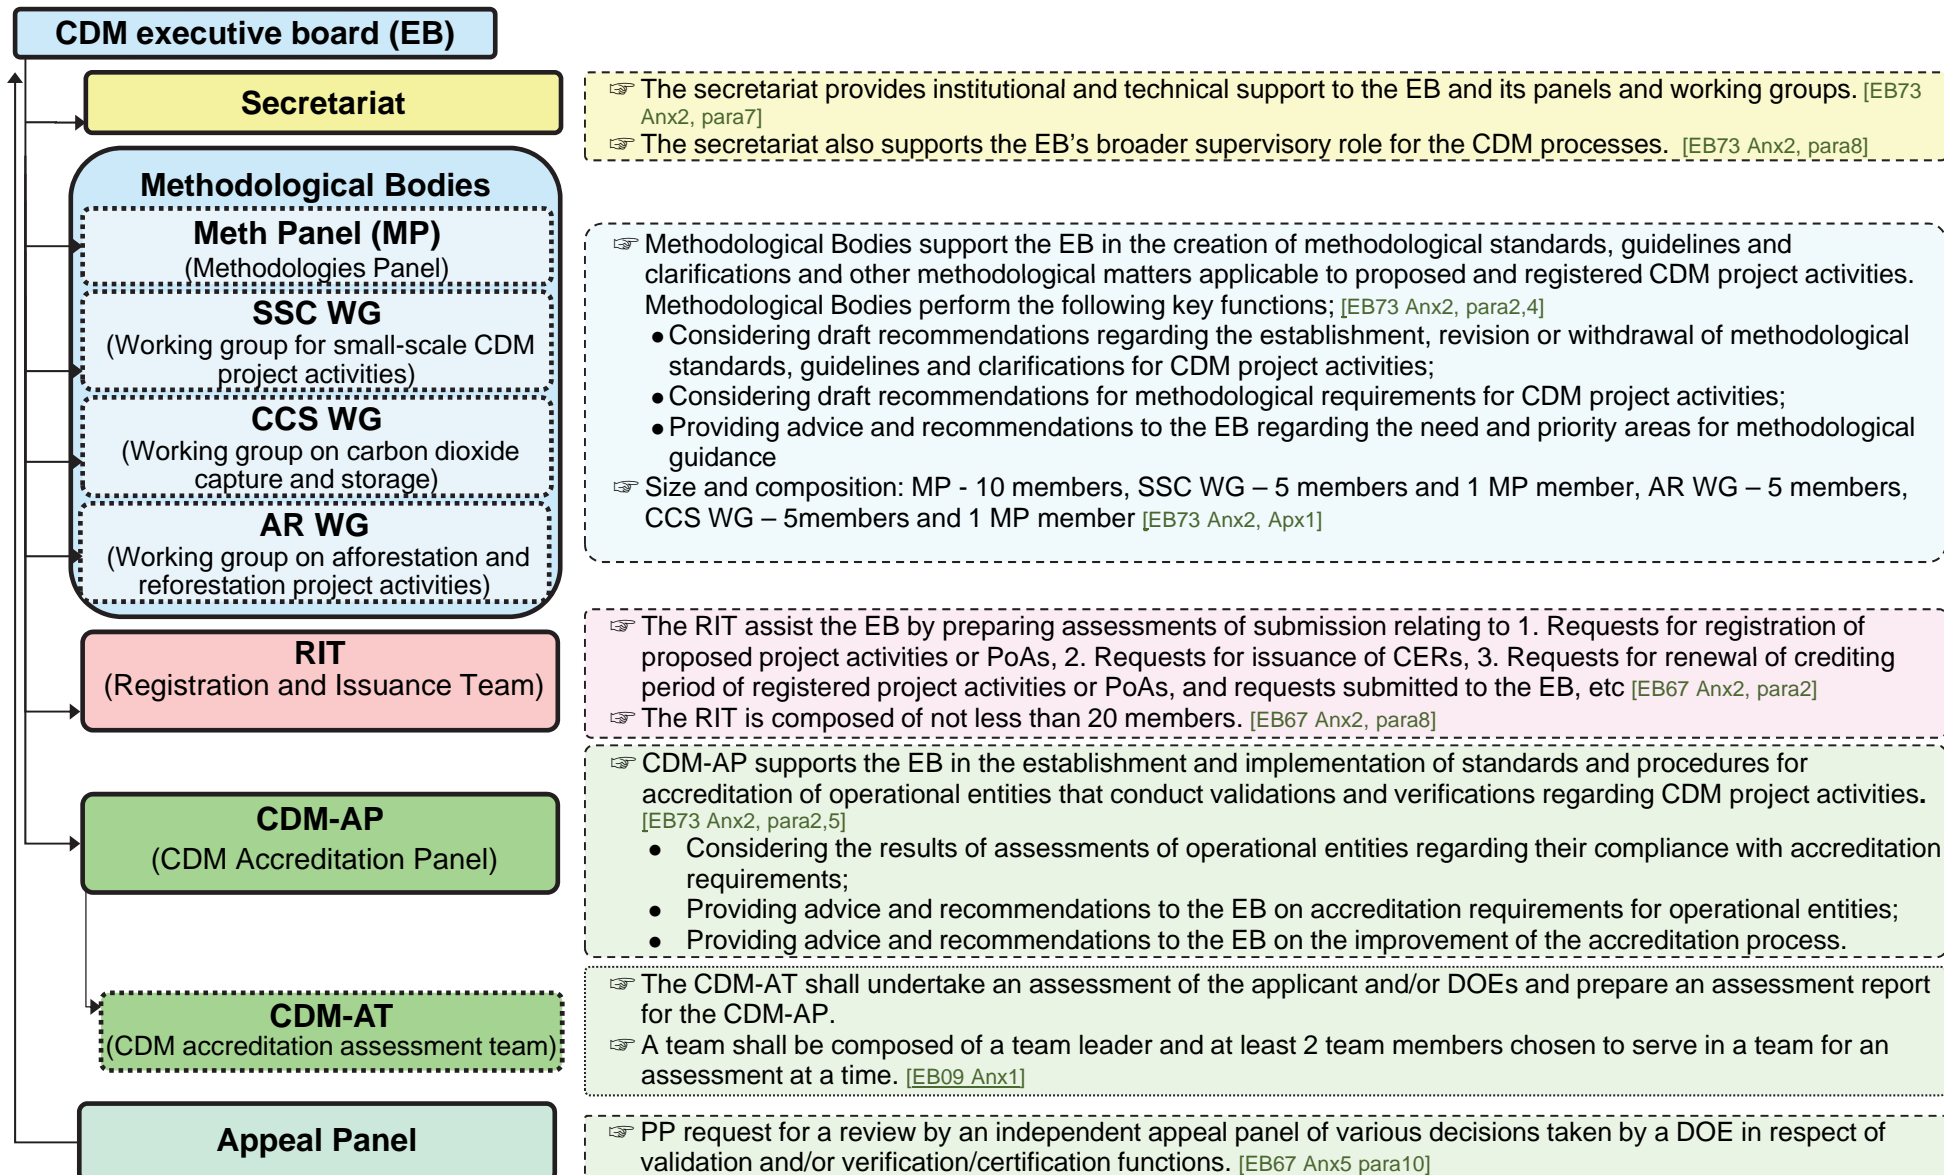 CDM executive board (EB)
Secretariat
☞ The secretariat provides institutional and technical support to the EB and its panels and working groups. [EB73
Anx2, para7]
☞ The secretariat also supports the EB’s broader supervisory role for the CDM processes. [EB73 Anx2, para8]
Methodological Bodies
Meth Panel (MP)
(Methodologies Panel)
SSC WG
(Working group for small-scale CDM
project activities)
CCS WG
(Working group on carbon dioxide
capture and storage)
AR WG
(Working group on afforestation and
reforestation project activities)
☞ Methodological Bodies support the EB in the creation of methodological standards, guidelines and
clarifications and other methodological matters applicable to proposed and registered CDM project activities.
Methodological Bodies perform the following key functions; [EB73 Anx2, para2,4]
● Considering draft recommendations regarding the establishment, revision or withdrawal of methodological
standards, guidelines and clarifications for CDM project activities;
● Considering draft recommendations for methodological requirements for CDM project activities;
● Providing advice and recommendations to the EB regarding the need and priority areas for methodological
guidance
☞ Size and composition: MP - 10 members, SSC WG – 5 members and 1 MP member, AR WG – 5 members,
CCS WG – 5members and 1 MP member [EB73 Anx2, Apx1]
RIT
(Registration and Issuance Team)
☞ The RIT assist the EB by preparing assessments of submission relating to 1. Requests for registration of
proposed project activities or PoAs, 2. Requests for issuance of CERs, 3. Requests for renewal of crediting
period of registered project activities or PoAs, and requests submitted to the EB, etc [EB67 Anx2, para2]
☞ The RIT is composed of not less than 20 members. [EB67 Anx2, para8]
CDM-AP
(CDM Accreditation Panel)
☞ CDM-AP supports the EB in the establishment and implementation of standards and procedures for
accreditation of operational entities that conduct validations and verifications regarding CDM project activities.
[EB73 Anx2, para2,5]
● Considering the results of assessments of operational entities regarding their compliance with accreditation
requirements;
● Providing advice and recommendations to the EB on accreditation requirements for operational entities;
● Providing advice and recommendations to the EB on the improvement of the accreditation process.
CDM-AT
(CDM accreditation assessment team)
☞ The CDM-AT shall undertake an assessment of the applicant and/or DOEs and prepare an assessment report
for the CDM-AP.
☞ A team shall be composed of a team leader and at least 2 team members chosen to serve in a team for an
assessment at a time. [EB09 Anx1]
Appeal Panel
☞ PP request for a review by an independent appeal panel of various decisions taken by a DOE in respect of
validation and/or verification/certification functions. [EB67 Anx5 para10]